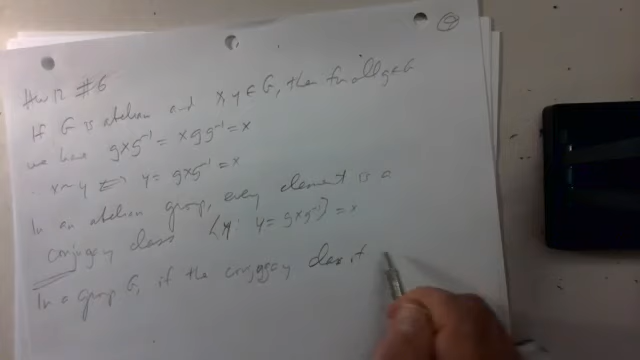 HW 12 #6
If G is abelian and x, y ∈ G, then for all g ∈ G
we have gxg⁻¹ = xgg⁻¹ = x
x ~ y ⟺ y = gxg⁻¹ = x
In an abelian group, every element is a
conjugacy class {y: y = gxg⁻¹} = x
In a group G, if the conjugacy class of